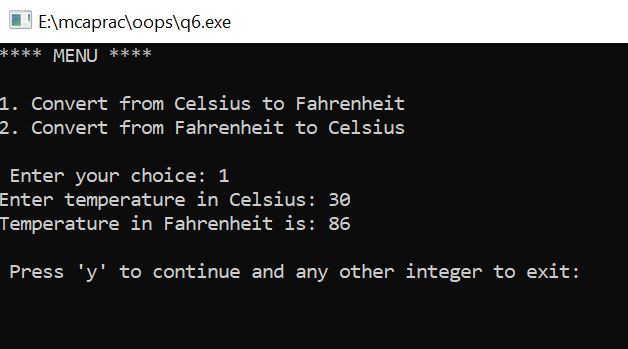 E:\mcaprac\oops\q6.exe
**** MENU ****
1. Convert from Celsius to Fahrenheit
2. Convert from Fahrenheit to Celsius
Enter your choice: 1
Enter temperature in Celsius: 30
Temperature in Fahrenheit is: 86
Press 'y' to continue and any other integer to exit: